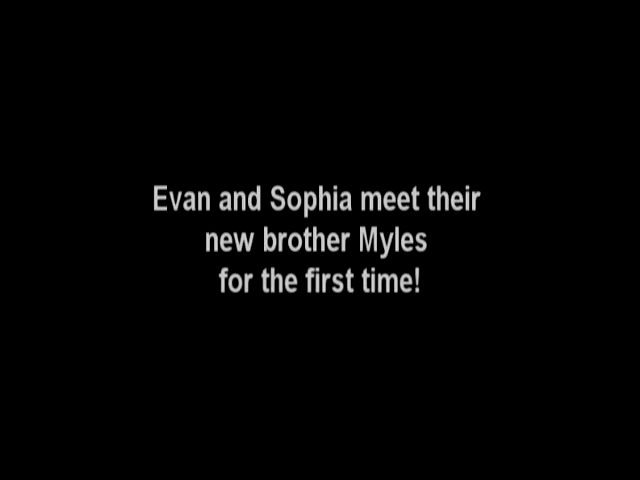 Evan and Sophia meet their
new brother Myles
for the first time!